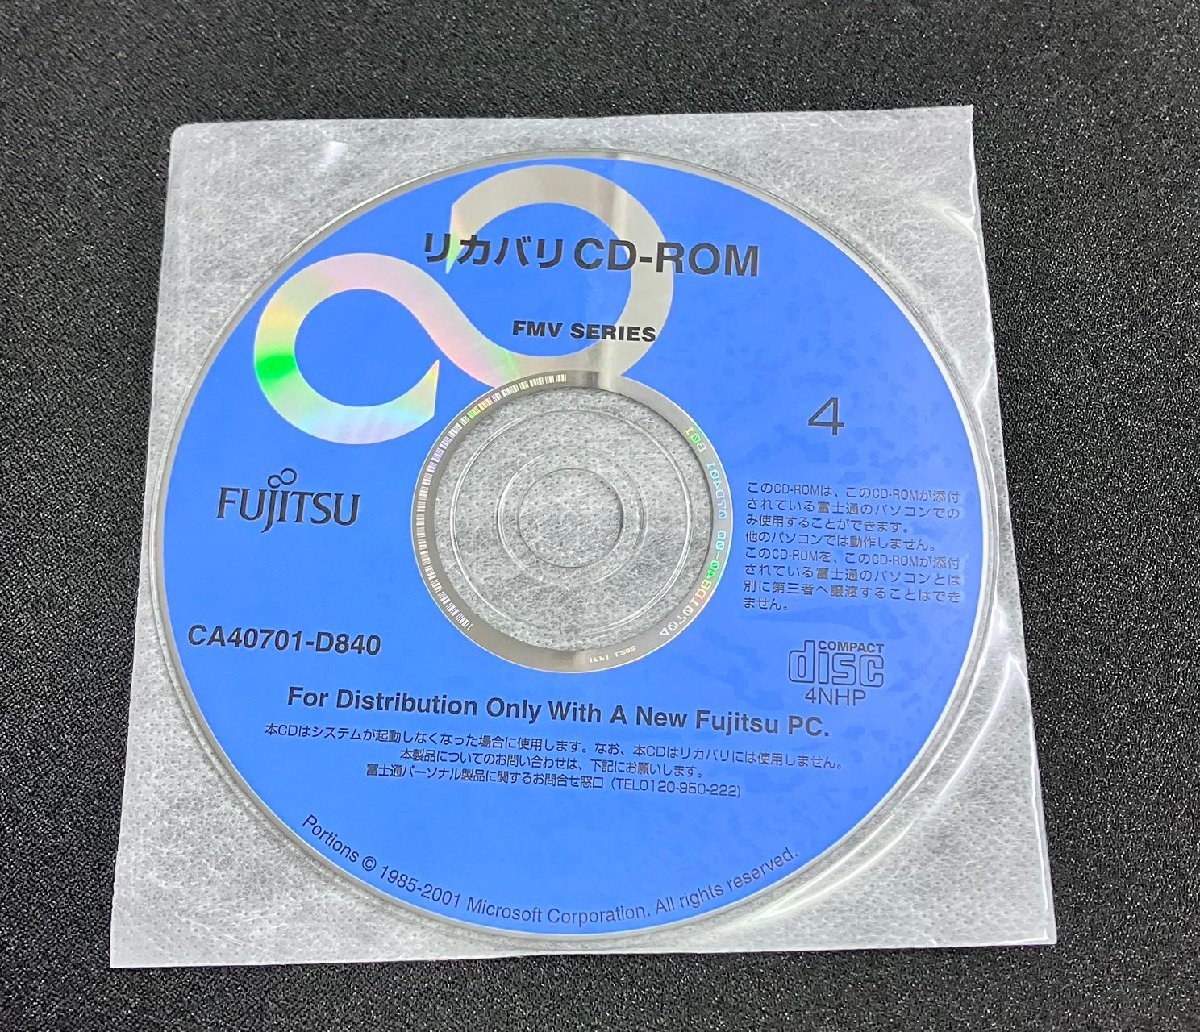 リカバリ CD-ROM
FMV SERIES
4
FUJITSU
このCD-ROMは、このCD-ROMが添付
されている富士通のパソコンでの
み使用することができます。
他のパソコンでは動作しません。
このCD-ROMを、このCD-ROMが添付
されている富士通のパソコンとは
別に第三者へ譲渡することはでき
ません。
CA40701-D840
COMPACT
disc
4NHP
For Distribution Only With A New Fujitsu PC.
本CDはシステムが起動しなくなった場合に使用します。なお、本CDはリカバリには使用しません。
本製品についてのお問い合わせは、下記にお願いします。
富士通パーソナル製品に関するお問合せ窓口（TEL0120-950-222）
Portions © 1985-2001 Microsoft Corporation. All rights reserved.